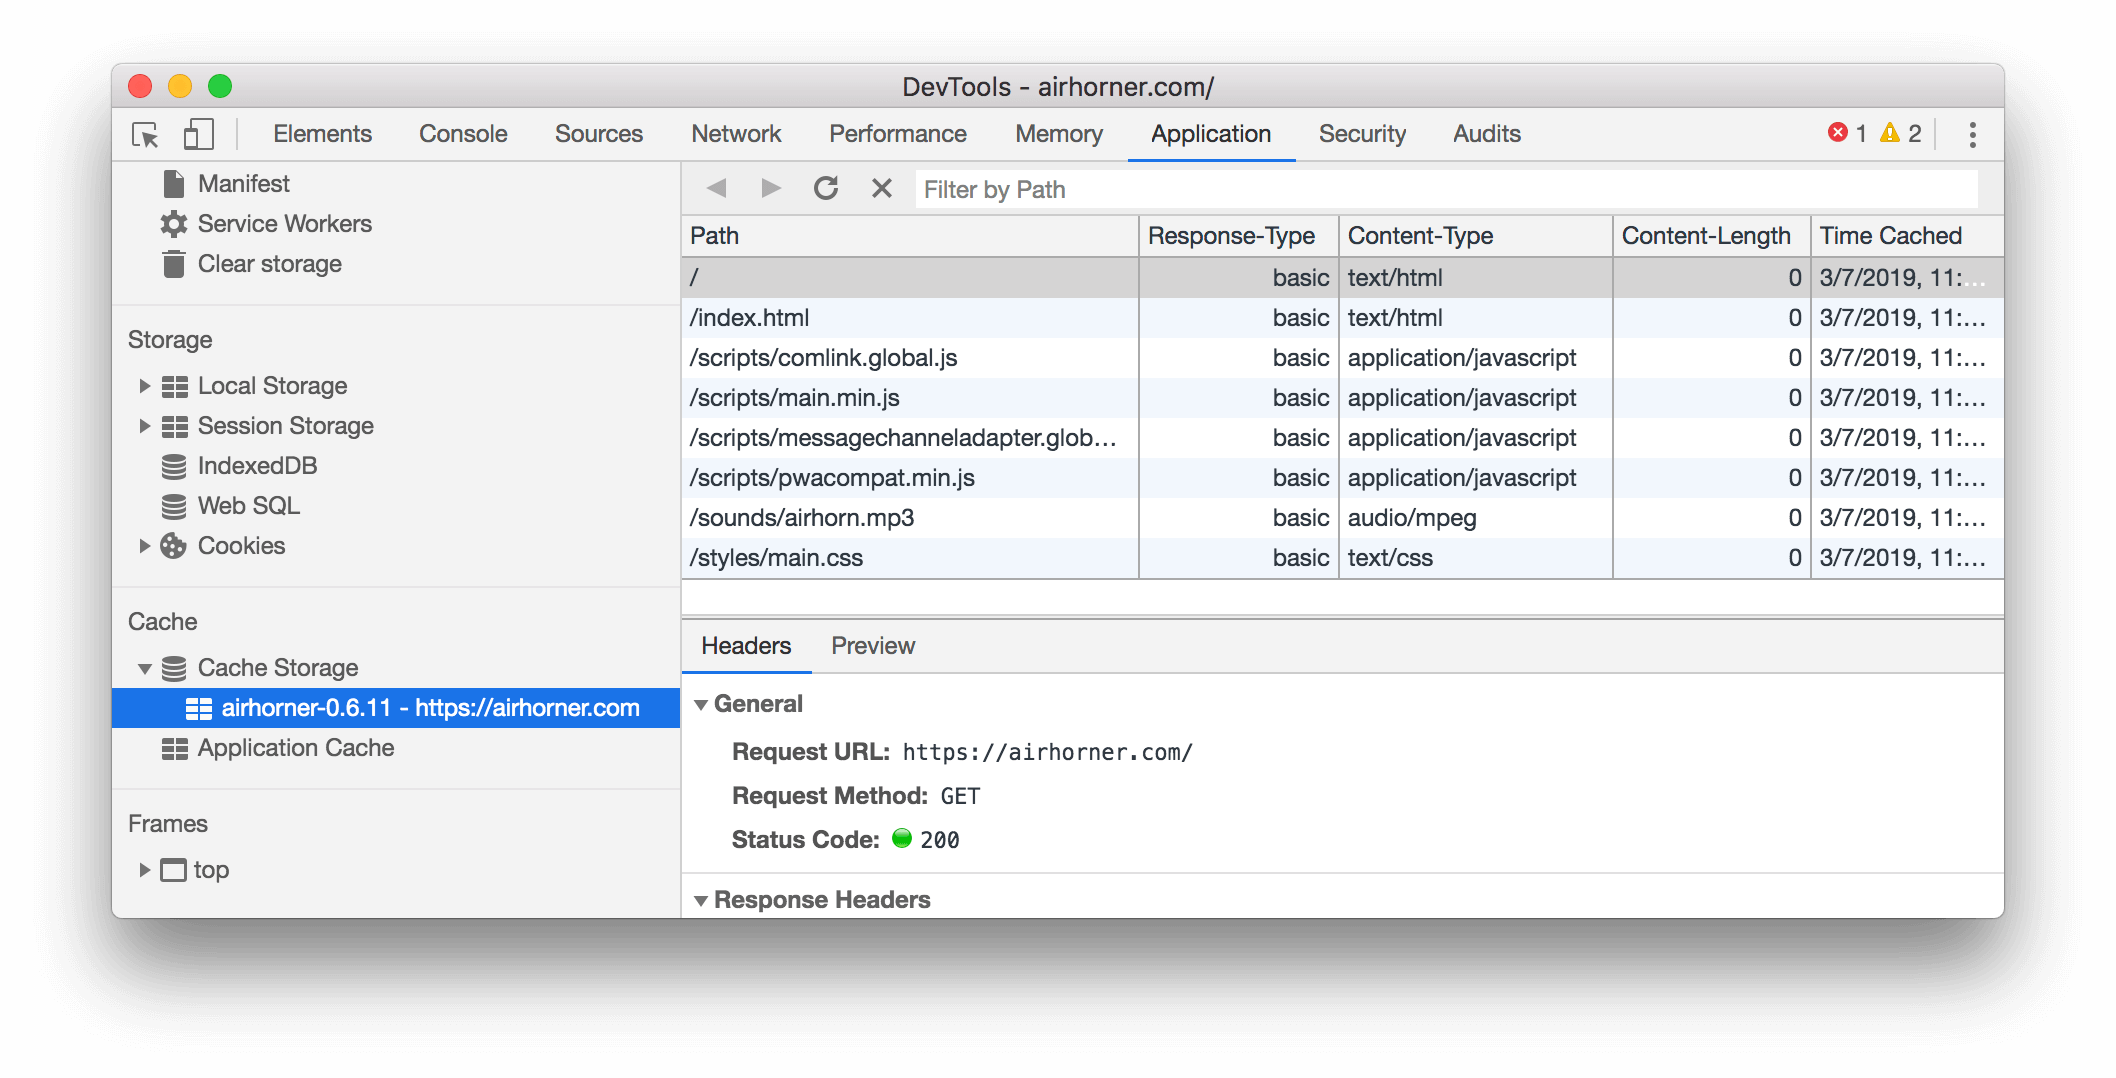 DevTools - airhorner.com/
Elements Console Sources Network Performance Memory Application Security Audits 1 2
Manifest
Service Workers
Clear storage
Storage
Local Storage
Session Storage
IndexedDB
Web SQL
Cookies
Cache
Cache Storage
airhorner-0.6.11 - https://airhorner.com
Application Cache
Frames
top
Filter by Path
Path Response-Type Content-Type Content-Length Time Cached
/ basic text/html 0 3/7/2019, 11:...
/index.html basic text/html 0 3/7/2019, 11:...
/scripts/comlink.global.js basic application/javascript 0 3/7/2019, 11:...
/scripts/main.min.js basic application/javascript 0 3/7/2019, 11:...
/scripts/messagechanneladapter.glob... basic application/javascript 0 3/7/2019, 11:...
/scripts/pwacompat.min.js basic application/javascript 0 3/7/2019, 11:...
/sounds/airhorn.mp3 basic audio/mpeg 0 3/7/2019, 11:...
/styles/main.css basic text/css 0 3/7/2019, 11:...
Headers Preview
General
Request URL: https://airhorner.com/
Request Method: GET
Status Code: 200
Response Headers